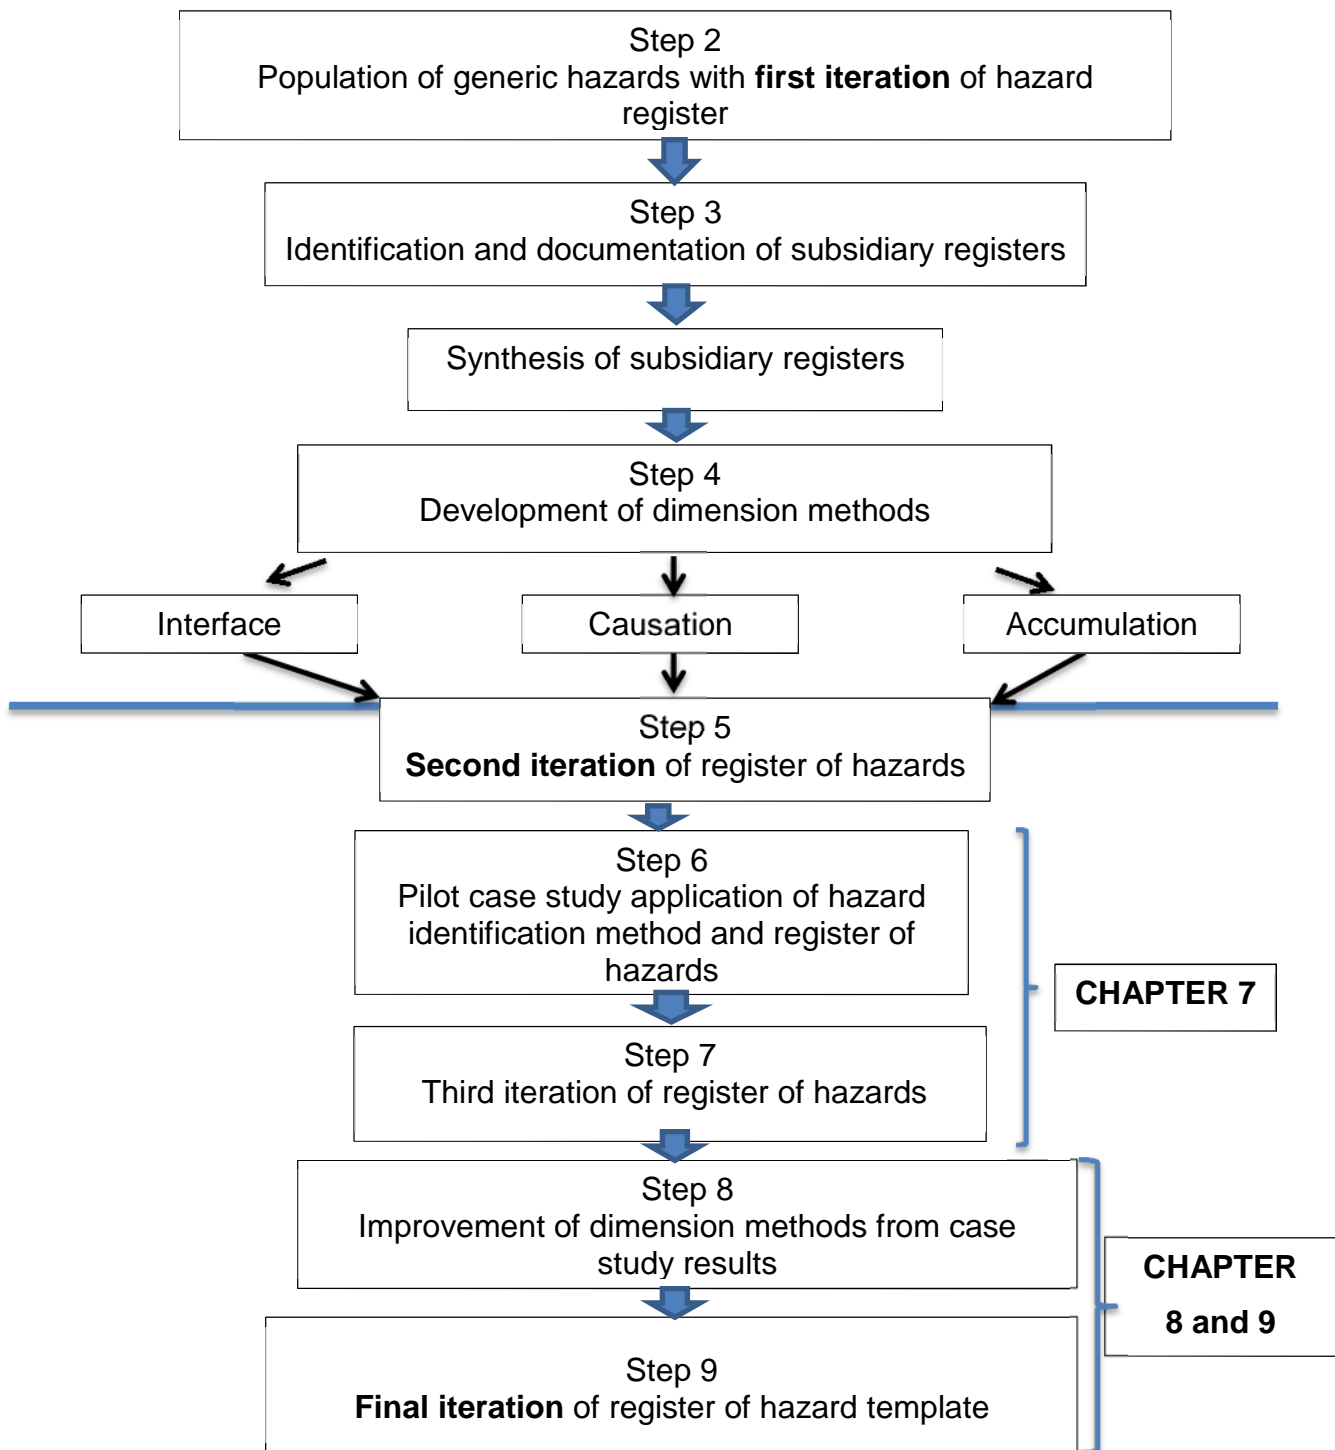 Step 2
Population of generic hazards with first iteration of hazard
register
Step 3
Identification and documentation of subsidiary registers
Synthesis of subsidiary registers
Step 4
Development of dimension methods
Interface
Causation
Accumulation
Step 5
Second iteration of register of hazards
Step 6
Pilot case study application of hazard
identification method and register of
hazards
CHAPTER 7
Step 7
Third iteration of register of hazards
Step 8
Improvement of dimension methods from case
study results
CHAPTER
8 and 9
Step 9
Final iteration of register of hazard template